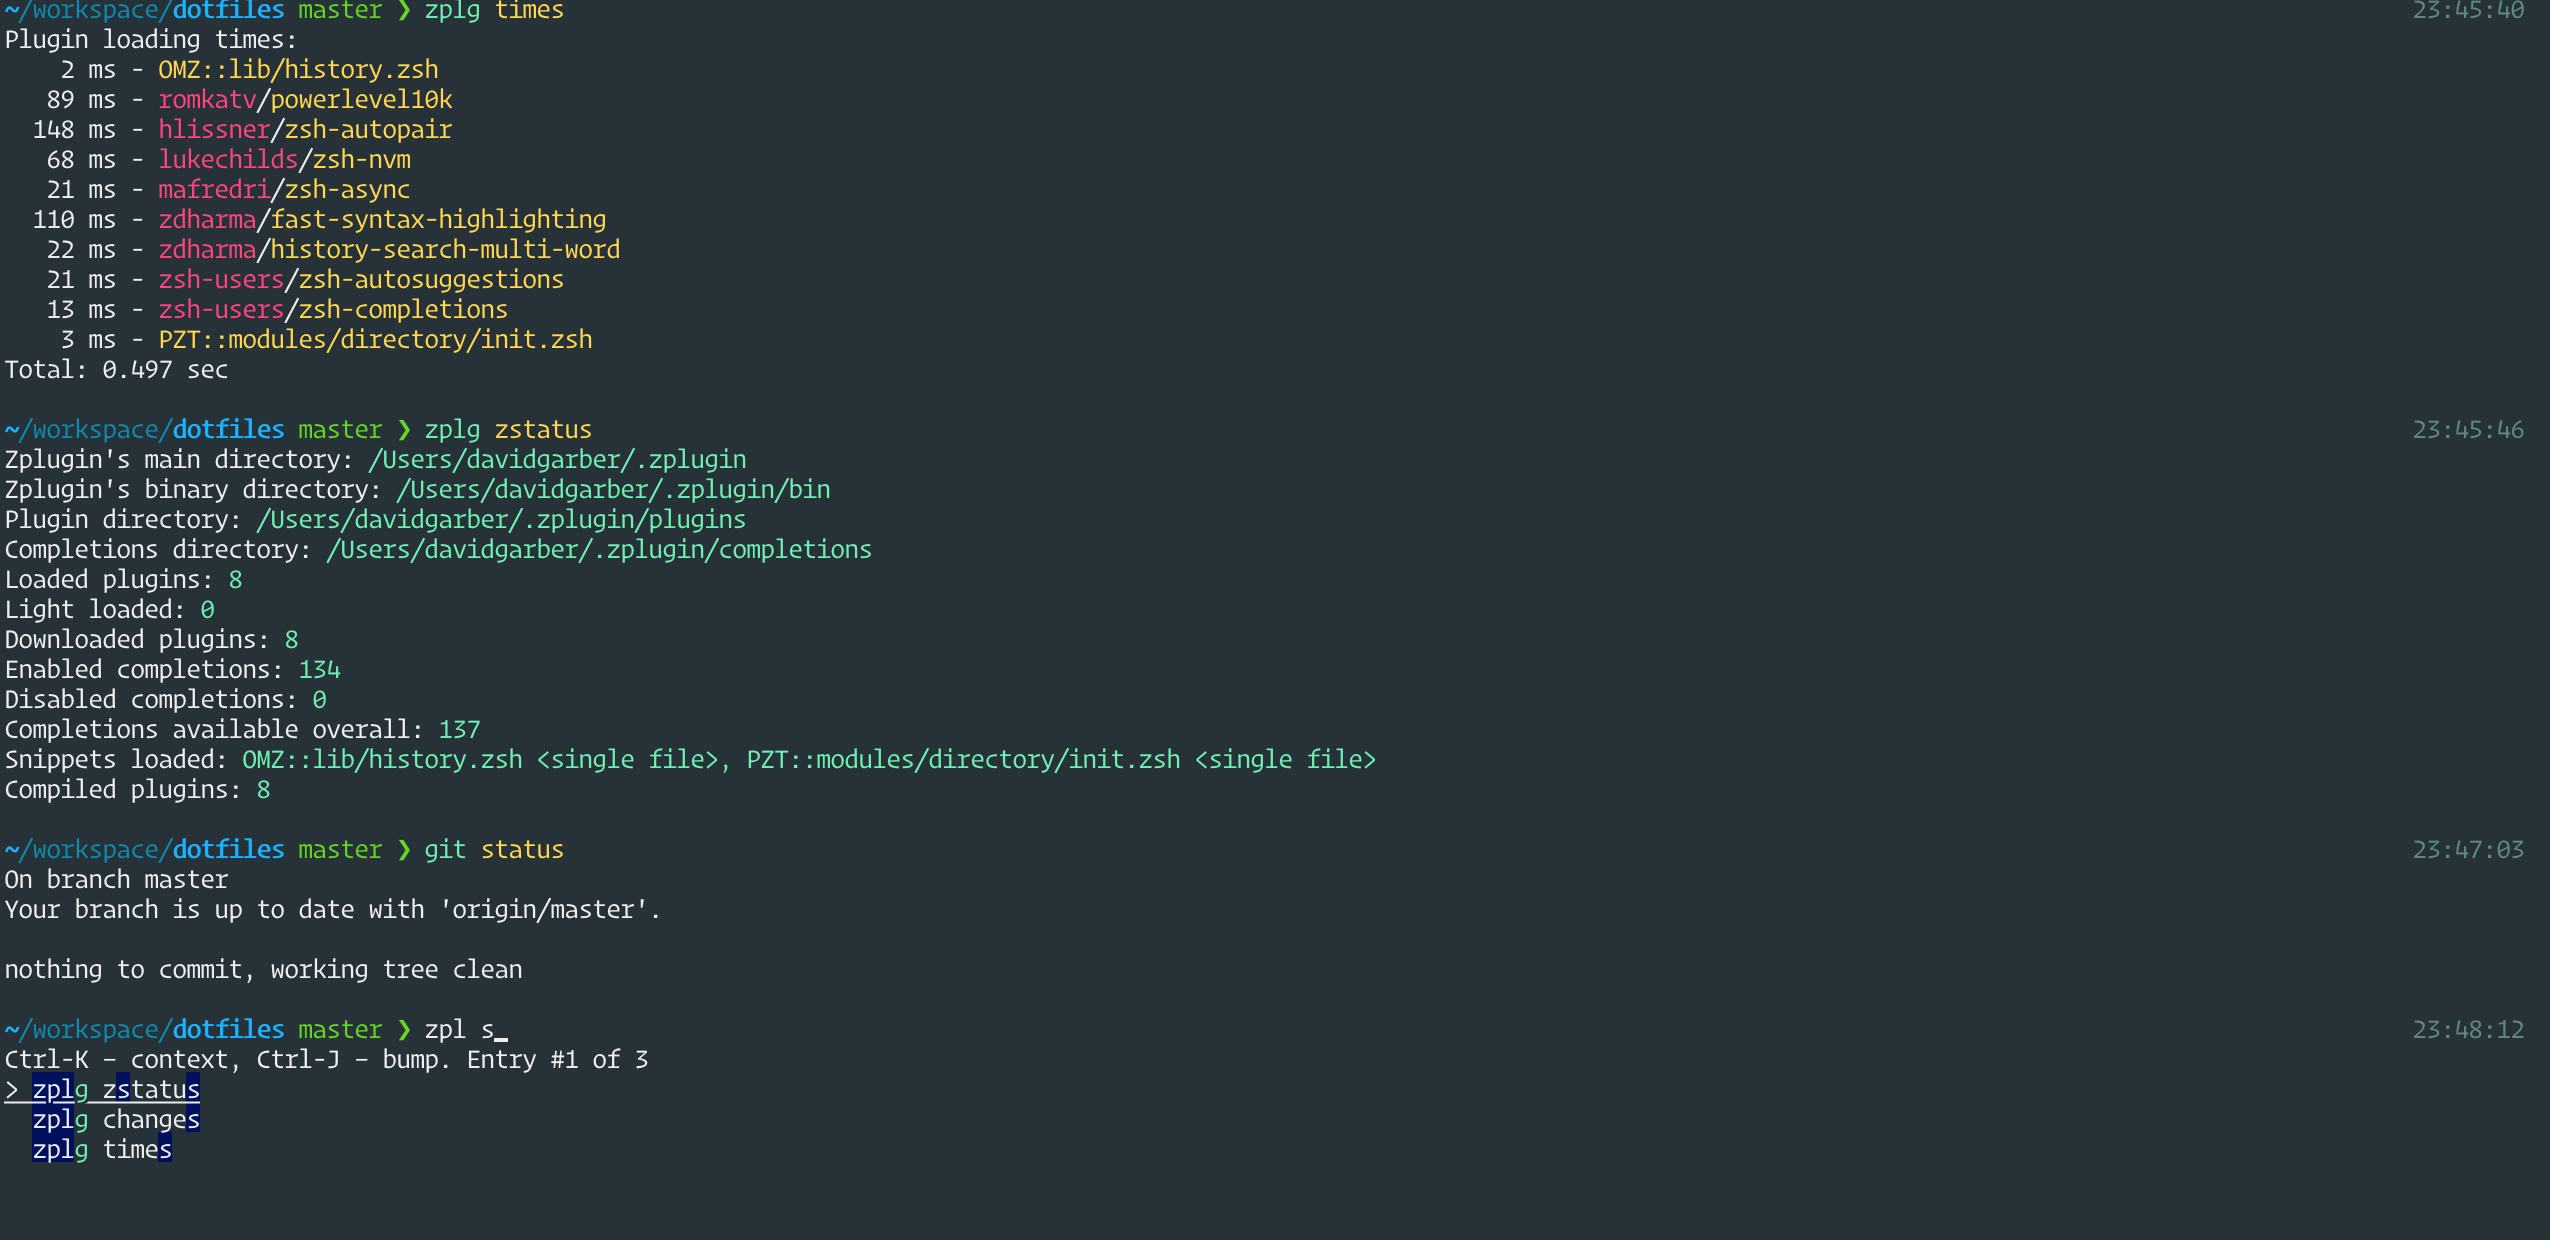 ~/workspace/dotfiles master ❯ zplg times 23:45:40
Plugin loading times:
2 ms - OMZ::lib/history.zsh
89 ms - romkatv/powerlevel10k
148 ms - hlissner/zsh-autopair
68 ms - lukechilds/zsh-nvm
21 ms - mafredri/zsh-async
110 ms - zdharma/fast-syntax-highlighting
22 ms - zdharma/history-search-multi-word
21 ms - zsh-users/zsh-autosuggestions
13 ms - zsh-users/zsh-completions
3 ms - PZT::modules/directory/init.zsh
Total: 0.497 sec
~/workspace/dotfiles master ❯ zplg zstatus 23:45:46
Zplugin's main directory: /Users/davidgarber/.zplugin
Zplugin's binary directory: /Users/davidgarber/.zplugin/bin
Plugin directory: /Users/davidgarber/.zplugin/plugins
Completions directory: /Users/davidgarber/.zplugin/completions
Loaded plugins: 8
Light loaded: 0
Downloaded plugins: 8
Enabled completions: 134
Disabled completions: 0
Completions available overall: 137
Snippets loaded: OMZ::lib/history.zsh <single file>, PZT::modules/directory/init.zsh <single file>
Compiled plugins: 8
~/workspace/dotfiles master ❯ git status 23:47:03
On branch master
Your branch is up to date with 'origin/master'.
nothing to commit, working tree clean
~/workspace/dotfiles master ❯ zpl s_ 23:48:12
Ctrl-K – context, Ctrl-J – bump. Entry #1 of 3
> zplg zstatus
zplg changes
zplg times